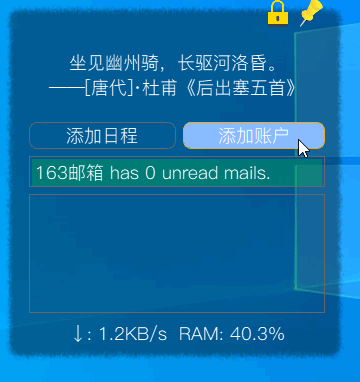 坐见幽州骑，长驱河洛昏。
——[唐代]·杜甫《后出塞五首》
添加日程 添加账户
163邮箱 has 0 unread mails.
↓: 1.2KB/s RAM: 40.3%